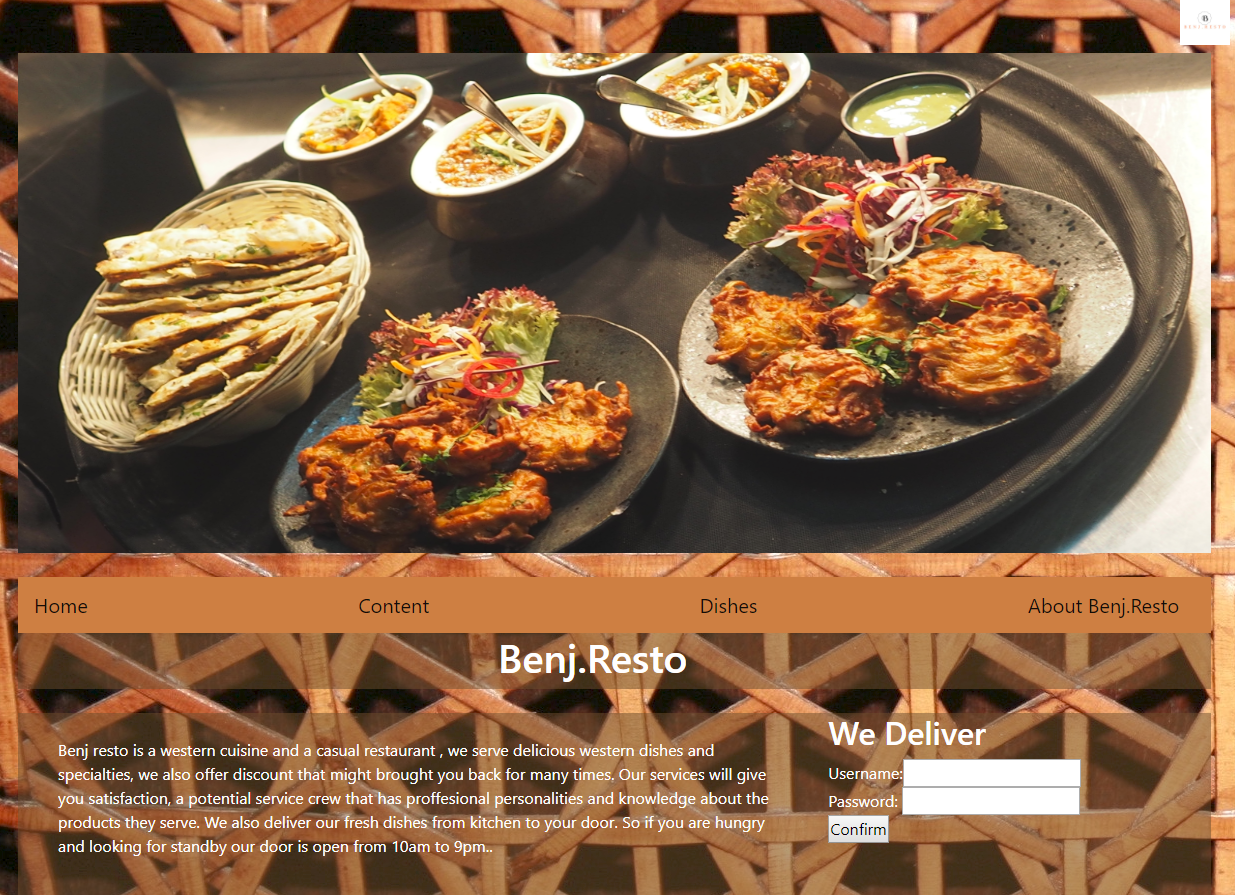 BENJ.RESTO
Home Content Dishes About Benj.Resto
Benj.Resto
We Deliver
Benj resto is a western cuisine and a casual restaurant , we serve delicious western dishes and
specialties, we also offer discount that might brought you back for many times. Our services will give
you satisfaction, a potential service crew that has proffesional personalities and knowledge about the
products they serve. We also deliver our fresh dishes from kitchen to your door. So if you are hungry
and looking for standby our door is open from 10am to 9pm..
Username:
Password:
Confirm